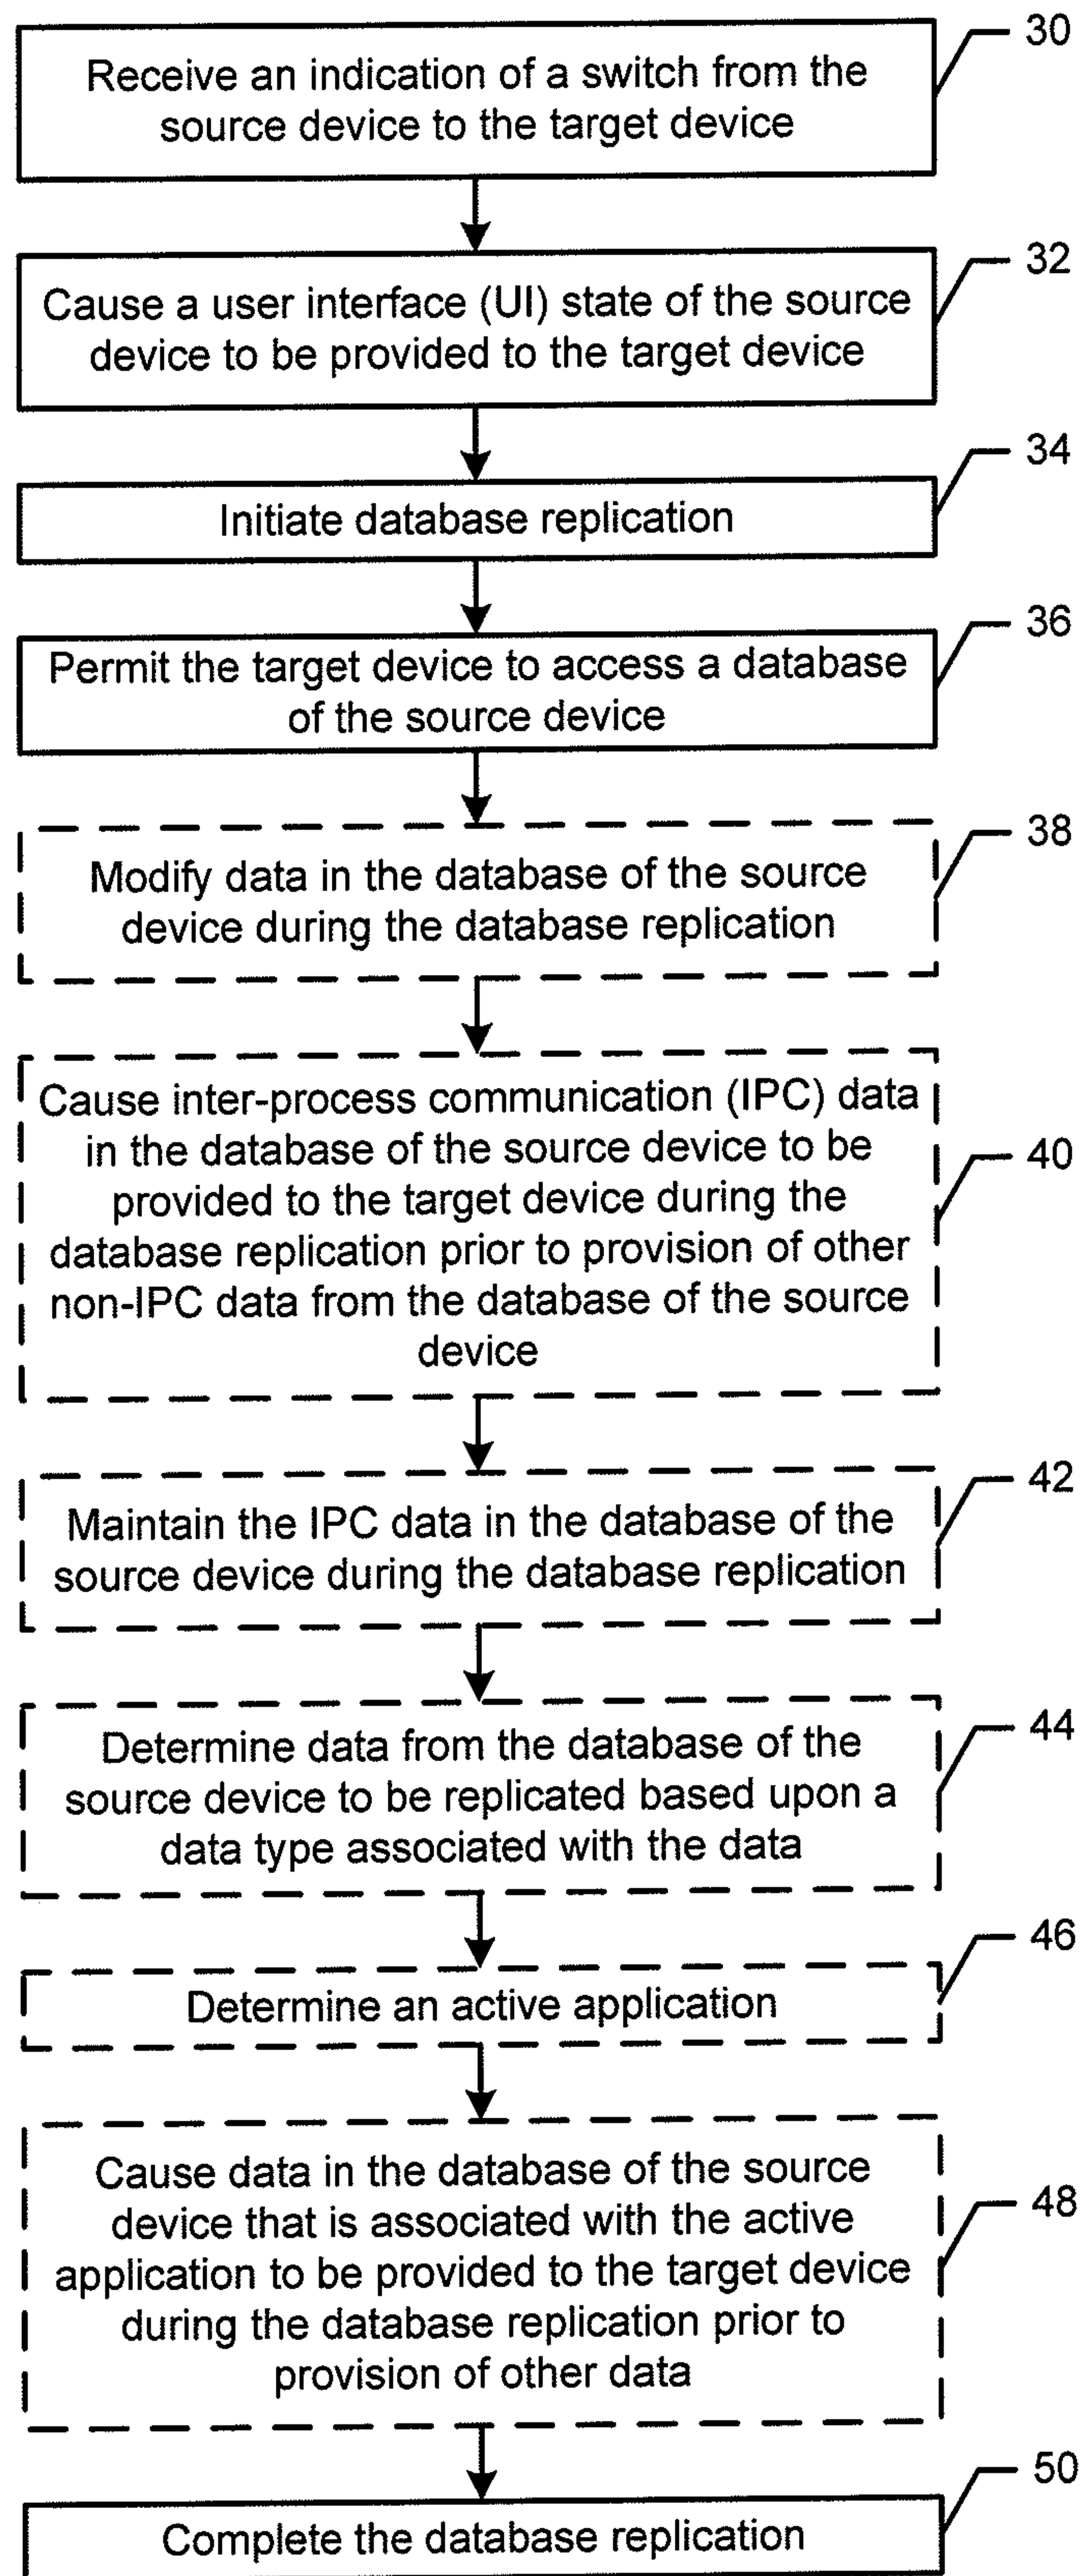 30
Receive an indication of a switch from the
source device to the target device
32
Cause a user interface (UI) state of the source
device to be provided to the target device
34
Initiate database replication
36
Permit the target device to access a database
of the source device
38
Modify data in the database of the source
device during the database replication
40
Cause inter-process communication (IPC) data
in the database of the source device to be
provided to the target device during the
database replication prior to provision of other
non-IPC data from the database of the source
device
42
Maintain the IPC data in the database of the
source device during the database replication
44
Determine data from the database of the
source device to be replicated based upon a
data type associated with the data
46
Determine an active application
48
Cause data in the database of the source
device that is associated with the active
application to be provided to the target device
during the database replication prior to
provision of other data
50
Complete the database replication